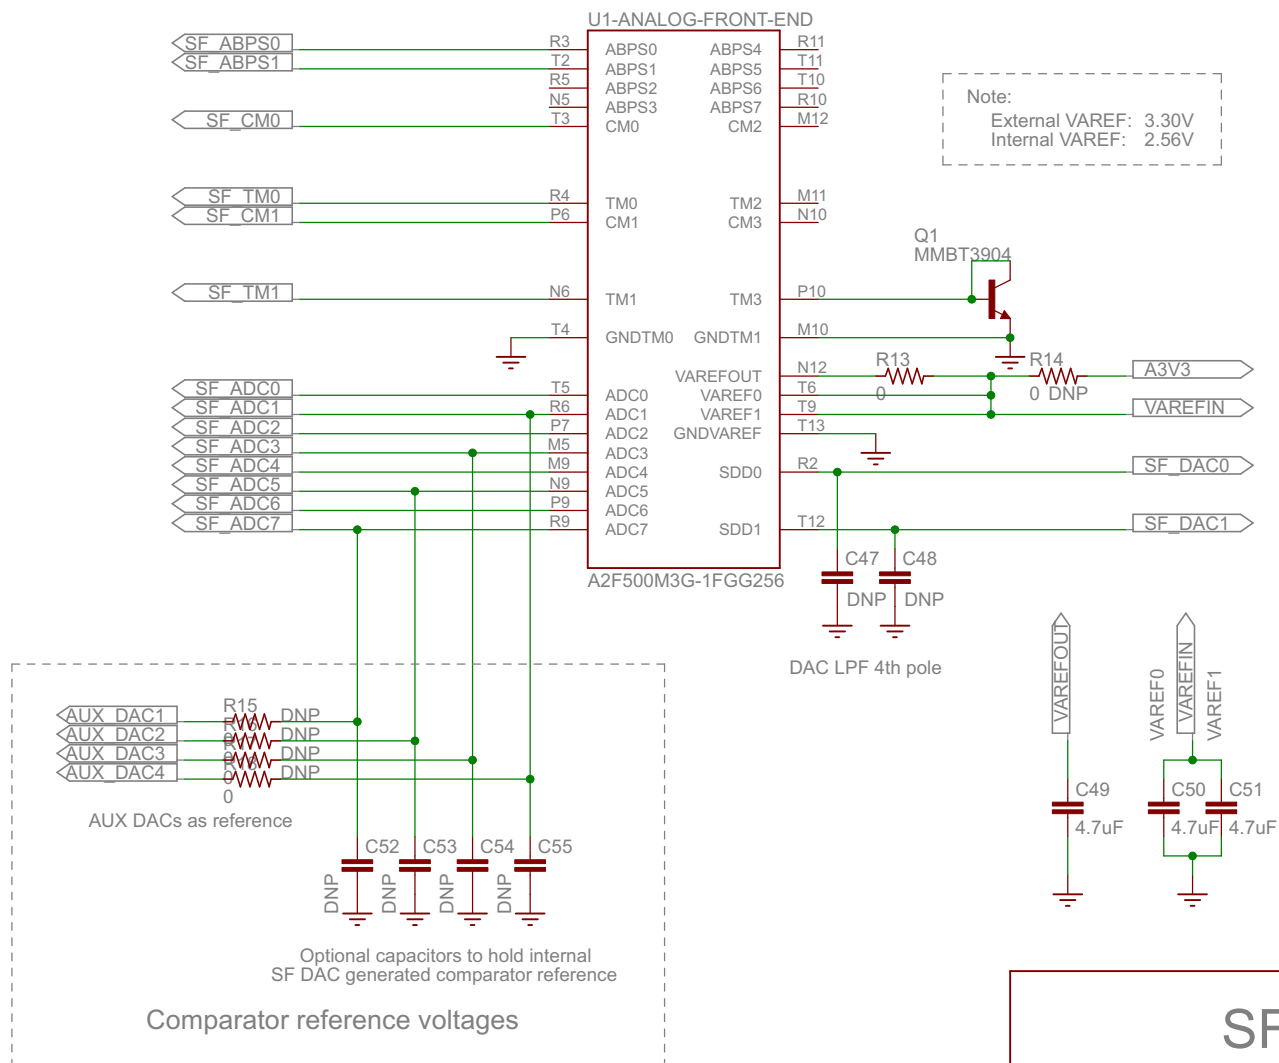 U1-ANALOG-FRONT-END
SF_ABPS0 R3 ABPS0 ABPS4 R11
SF_ABPS1 T2 ABPS1 ABPS5 T11
R5 ABPS2 ABPS6 T10
N5 ABPS3 ABPS7 R10
SF_CM0 T3 CM0 CM2 M12
SF_TM0 R4 TM0 TM2 M11
SF_CM1 P6 CM1 CM3 N10
SF_TM1 N6 TM1 TM3 P10
T4 GNDTM0 GNDTM1 M10
VAREFOUT N12
SF_ADC0 T5 ADC0 VAREF0 T6
SF_ADC1 R6 ADC1 VAREF1 T9
SF_ADC2 P7 ADC2 GNDVAREF T13
SF_ADC3 M5 ADC3
SF_ADC4 M9 ADC4 SDD0 R2
SF_ADC5 N9 ADC5
SF_ADC6 P9 ADC6
SF_ADC7 R9 ADC7 SDD1 T12
A2F500M3G-1FGG256
Note:
External VAREF: 3.30V
Internal VAREF: 2.56V
Q1
MMBT3904
R13
0
R14
0 DNP
A3V3
VAREFIN
SF_DAC0
SF_DAC1
C47
DNP
C48
DNP
DAC LPF 4th pole
VAREFOUT
C49
4.7uF
VAREF0
VAREFIN
VAREF1
C50
4.7uF
C51
4.7uF
R15
AUX_DAC1 DNP
AUX_DAC2 DNP
AUX_DAC3 DNP
AUX_DAC4 DNP
0
AUX DACs as reference
C52
DNP
C53
DNP
C54
DNP
C55
DNP
Optional capacitors to hold internal
SF DAC generated comparator reference
Comparator reference voltages